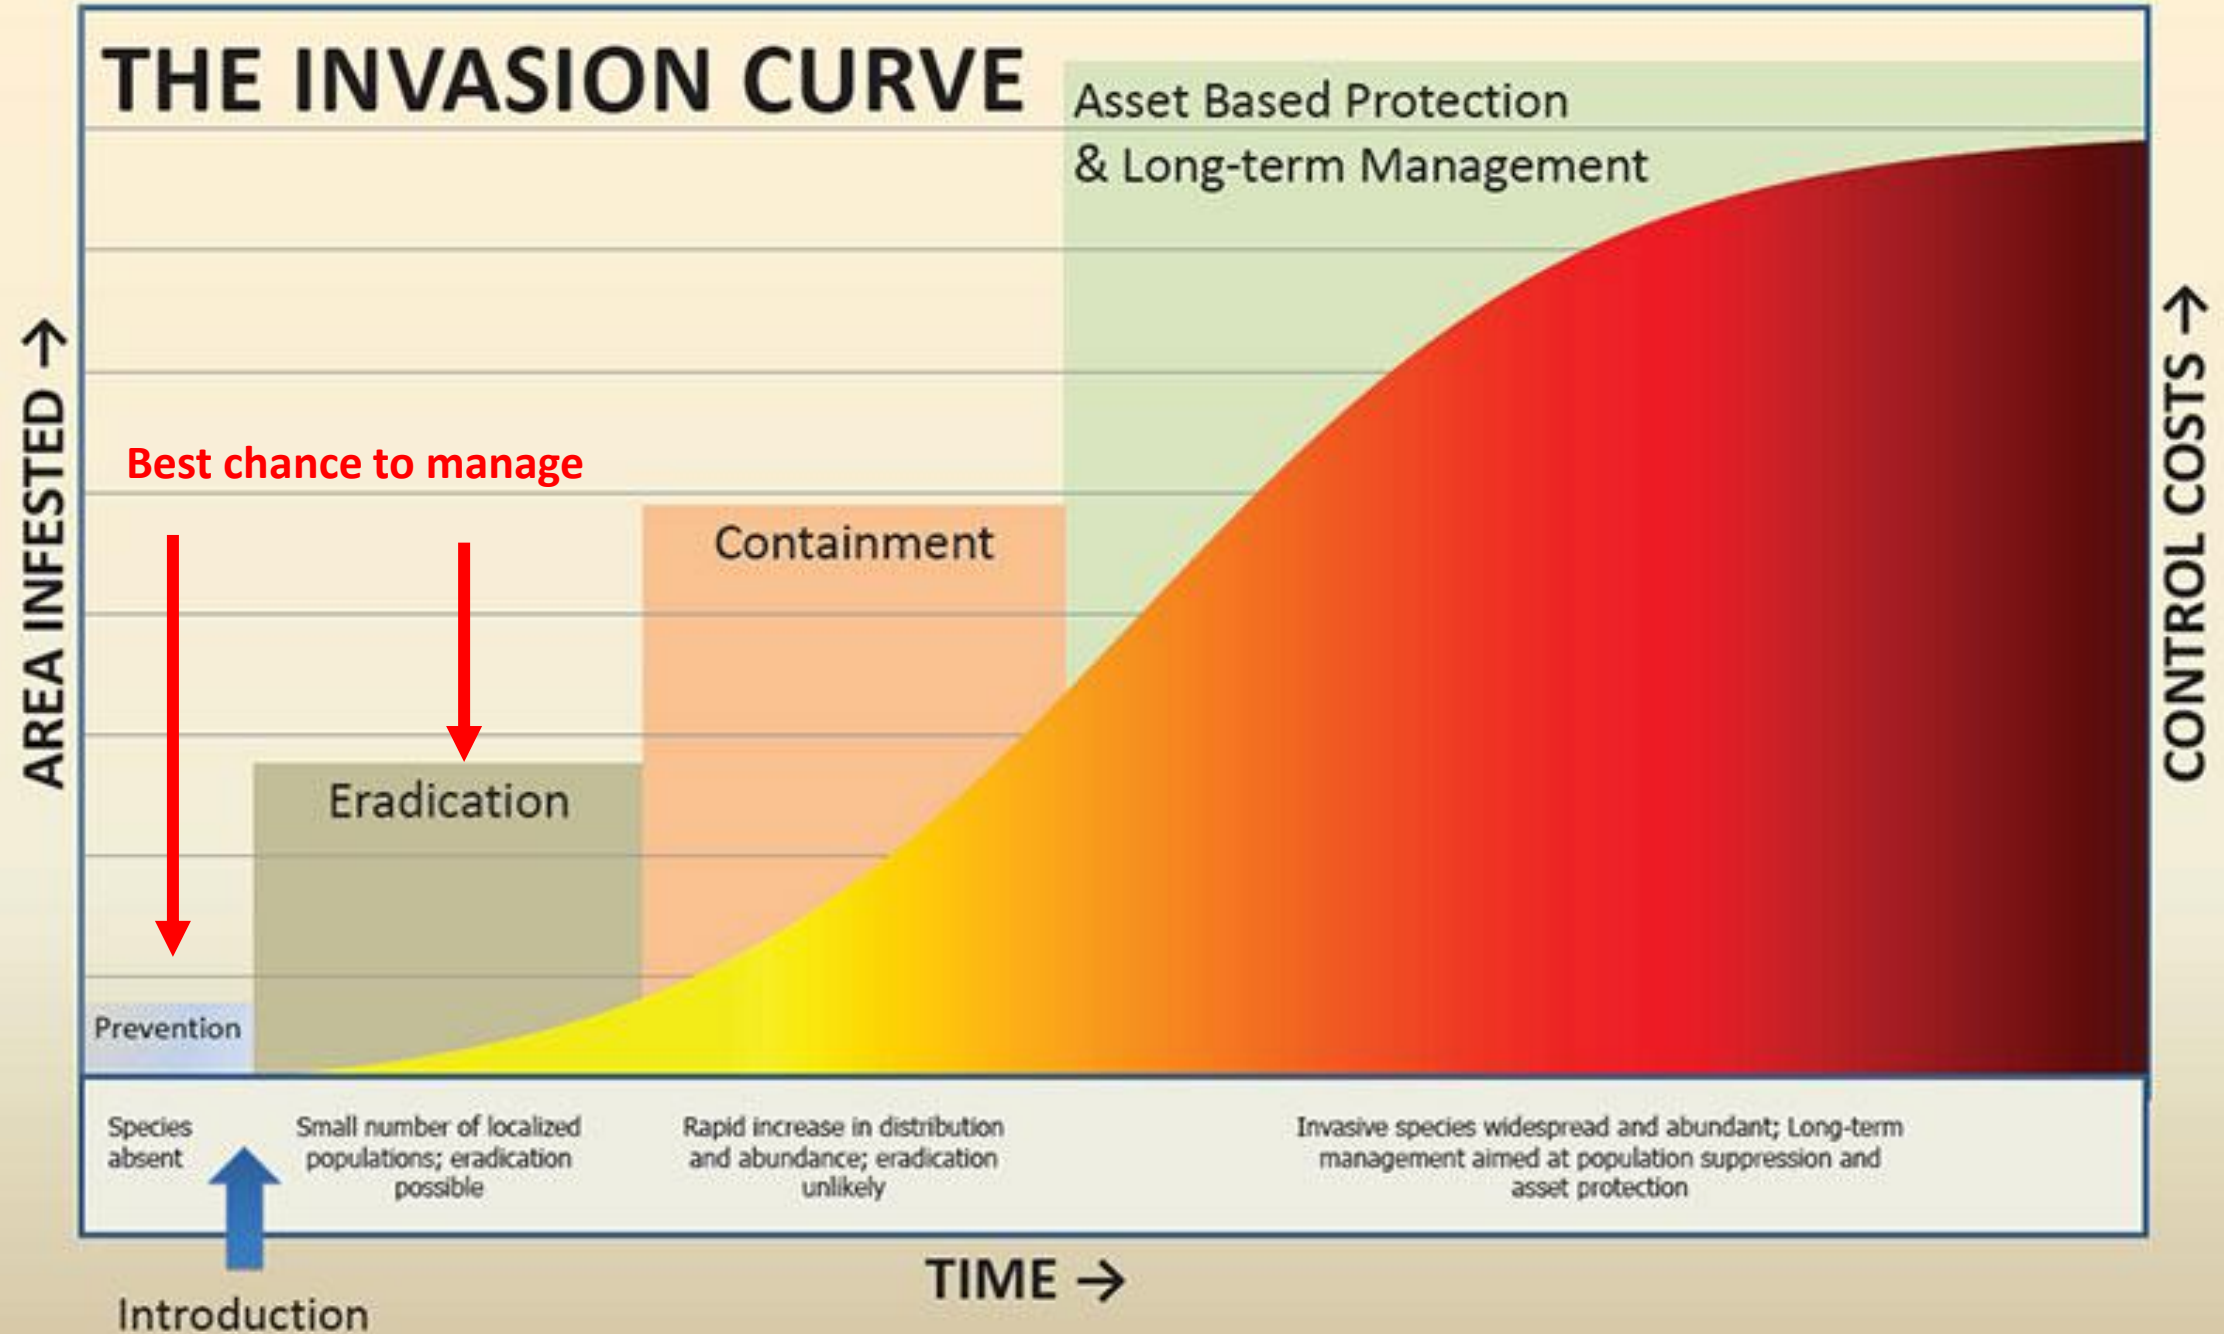 THE INVASION CURVE
Asset Based Protection
& Long-term Management
AREA INFESTED →
CONTROL COSTS →
Best chance to manage
Containment
Eradication
Prevention
Species
absent
Small number of localized
populations; eradication
possible
Rapid increase in distribution
and abundance; eradication
unlikely
Invasive species widespread and abundant; Long-term
management aimed at population suppression and
asset protection
TIME →
Introduction